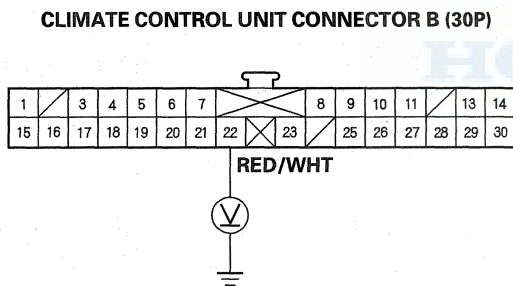 CLIMATE CONTROL UNIT CONNECTOR B (30P)
HO
1 3 4 5 6 7 8 9 10 11 13 14
15 16 17 18 19 20 21 22 23 25 26 27 28 29 30
RED/WHT
V